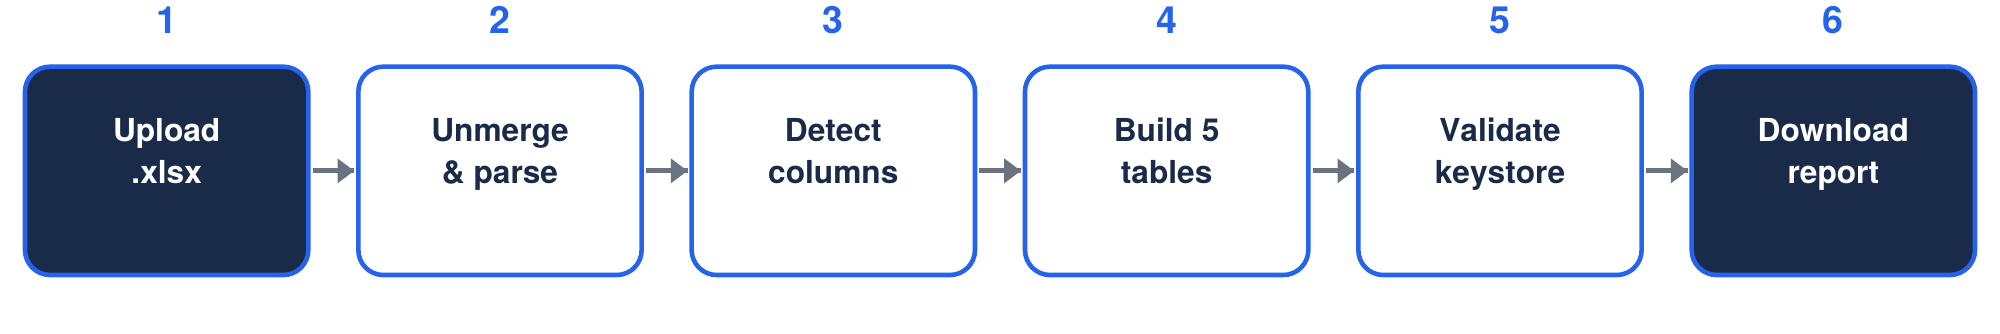 1
2
3
4
5
6
Upload
.xlsx
Unmerge
& parse
Detect
columns
Build 5
tables
Validate
keystore
Download
report